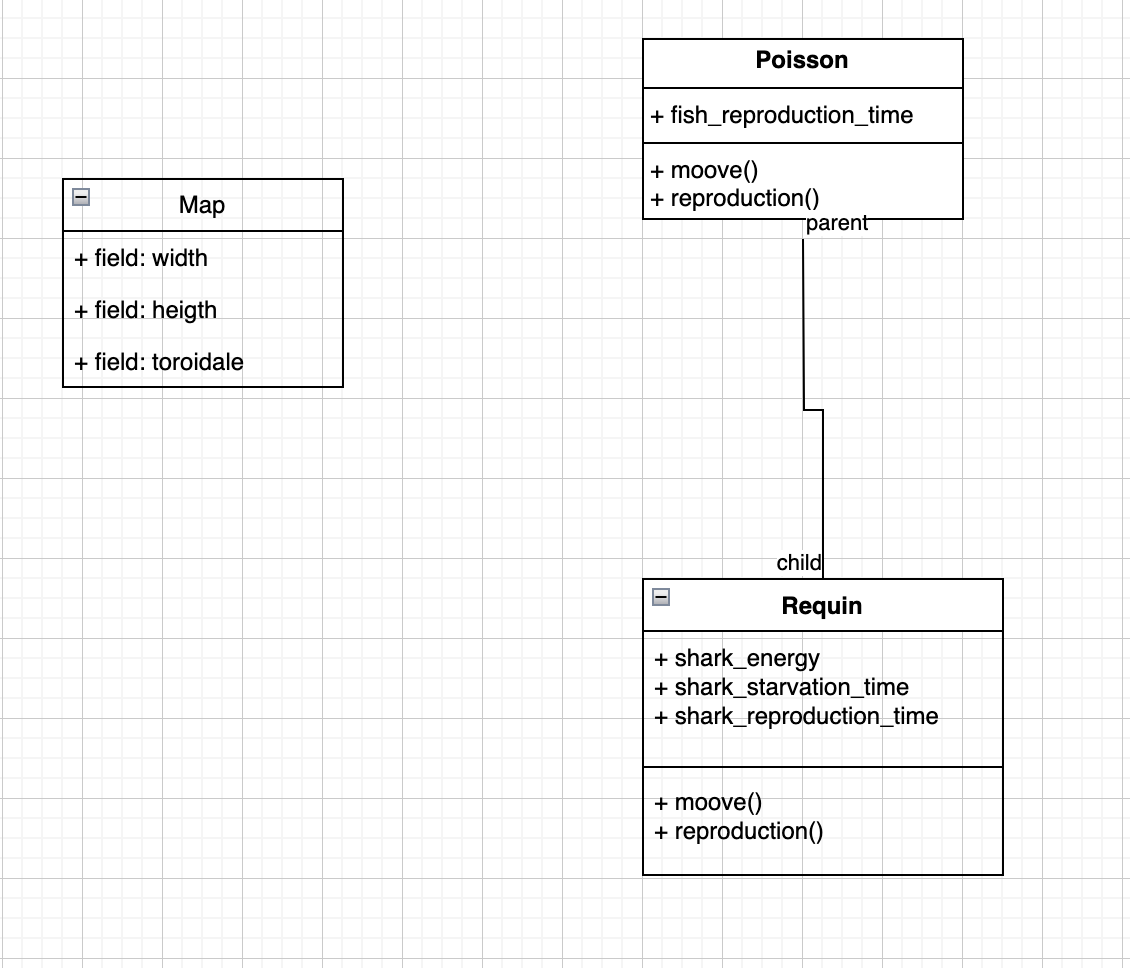 Poisson
+ fish_reproduction_time
+ moove()
+ reproduction()
parent
Map
+ field: width
+ field: heigth
+ field: toroidale
child
Requin
+ shark_energy
+ shark_starvation_time
+ shark_reproduction_time
+ moove()
+ reproduction()